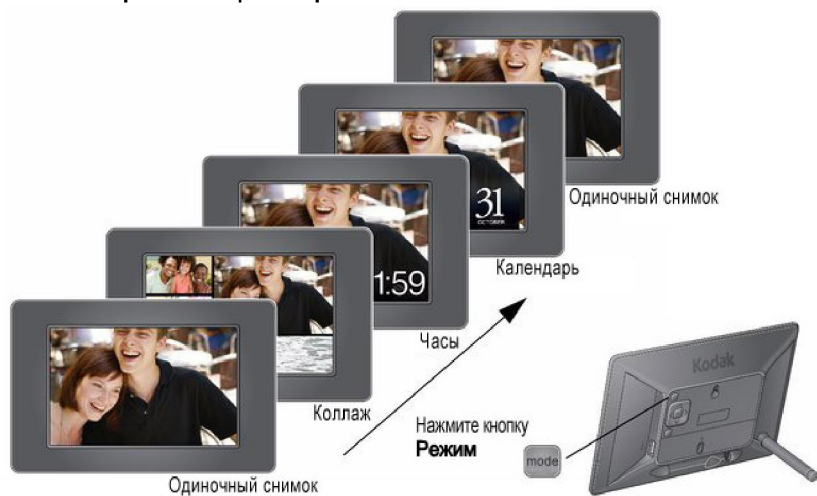 31
OCTOBER
Одиночный снимок
Календарь
1:59
Часы
Коллаж
Одиночный снимок
Нажмите кнопку
Режим
mode
Kodak